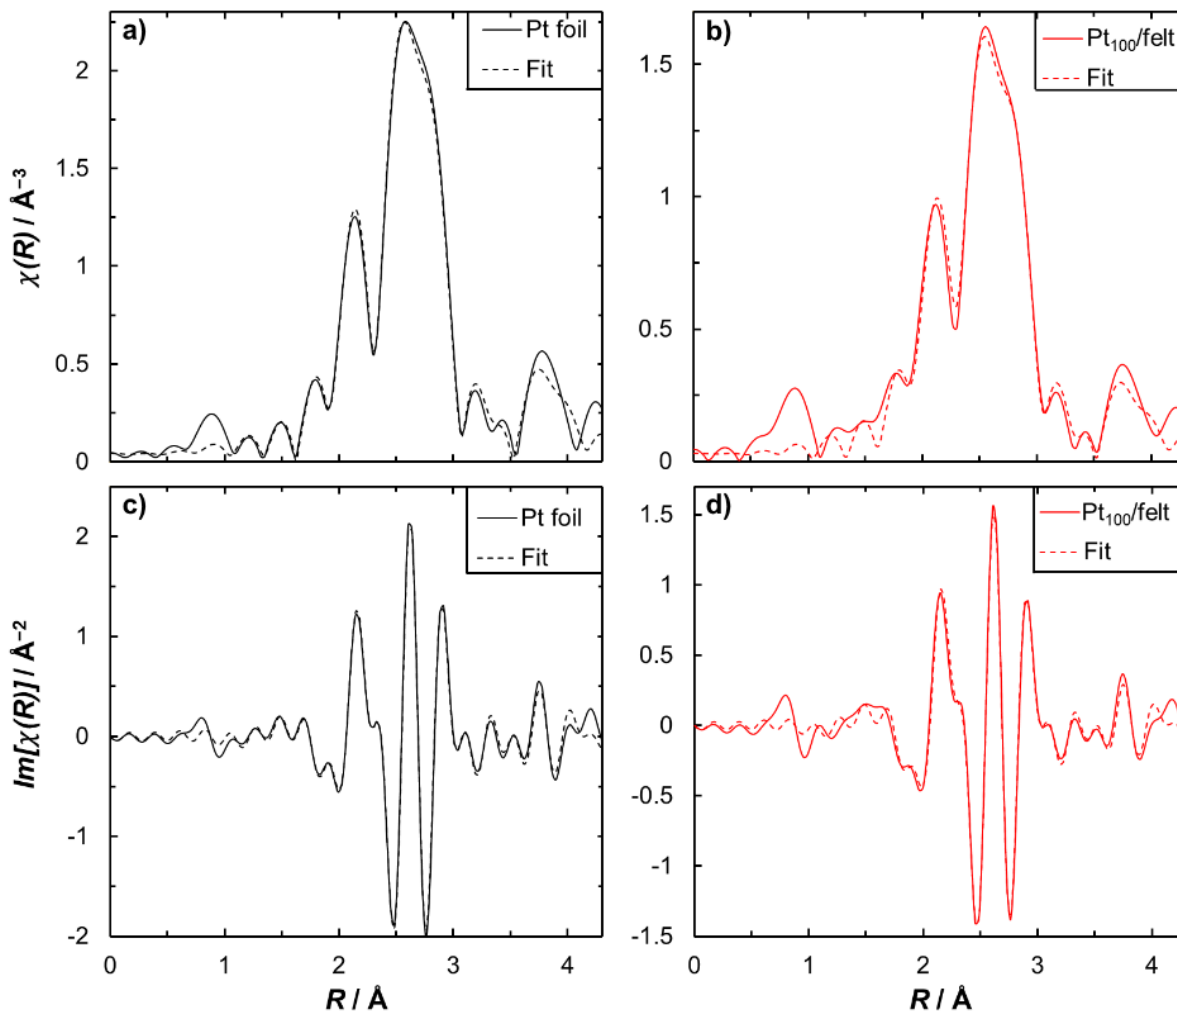 a)
Pt foil
Fit
2
1.5
1
0.5
0
χ(R) / Å⁻³
b)
Pt₁₀₀/felt
Fit
1.5
1
0.5
0
c)
Pt foil
Fit
2
1
0
-1
-2
Im[χ(R)] / Å⁻²
0 1 2 3 4
R / Å
d)
Pt₁₀₀/felt
Fit
1.5
1
0.5
0
-0.5
-1
-1.5
0 1 2 3 4
R / Å